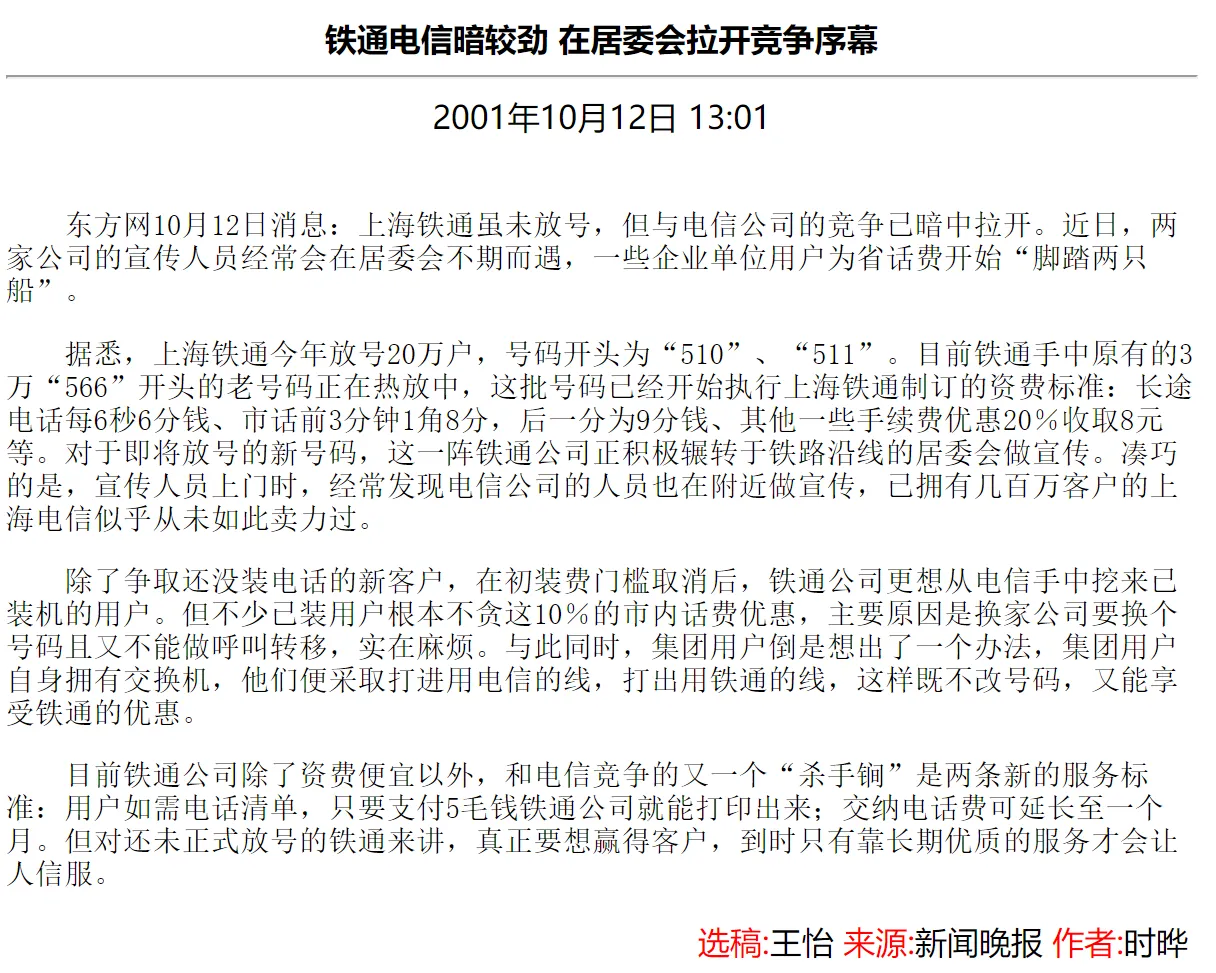 铁通电信暗较劲 在居委会拉开竞争序幕
2001年10月12日 13:01
东方网10月12日消息：上海铁通虽未放号，但与电信公司的竞争已暗中拉开。近日，两
家公司的宣传人员经常会在居委会不期而遇，一些企业单位用户为省话费开始“脚踏两只
船”。
据悉，上海铁通今年放号20万户，号码开头为“510”、“511”。目前铁通手中原有的3
万“566”开头的老号码正在热放中，这批号码已经开始执行上海铁通制订的资费标准：长途
电话每6秒6分钱、市话前3分钟1角8分，后一分为9分钱、其他一些手续费优惠20％收取8元
等。对于即将放号的新号码，这一阵铁通公司正积极辗转于铁路沿线的居委会做宣传。凑巧
的是，宣传人员上门时，经常发现电信公司的人员也在附近做宣传，已拥有几百万客户的上
海电信似乎从未如此卖力过。
除了争取还没装电话的新客户，在初装费门槛取消后，铁通公司更想从电信手中挖来已
装机的用户。但不少已装用户根本不贪这10％的市内话费优惠，主要原因是换家公司要换个
号码且又不能做呼叫转移，实在麻烦。与此同时，集团用户倒是想出了一个办法，集团用户
自身拥有交换机，他们便采取打进用电信的线，打出用铁通的线，这样既不改号码，又能享
受铁通的优惠。
目前铁通公司除了资费便宜以外，和电信竞争的又一个“杀手锏”是两条新的服务标
准：用户如需电话清单，只要支付5毛钱铁通公司就能打印出来；交纳电话费可延长至一个
月。但对还未正式放号的铁通来讲，真正要想赢得客户，到时只有靠长期优质的服务才会让
人信服。
选稿:王怡 来源:新闻晚报 作者:时晔